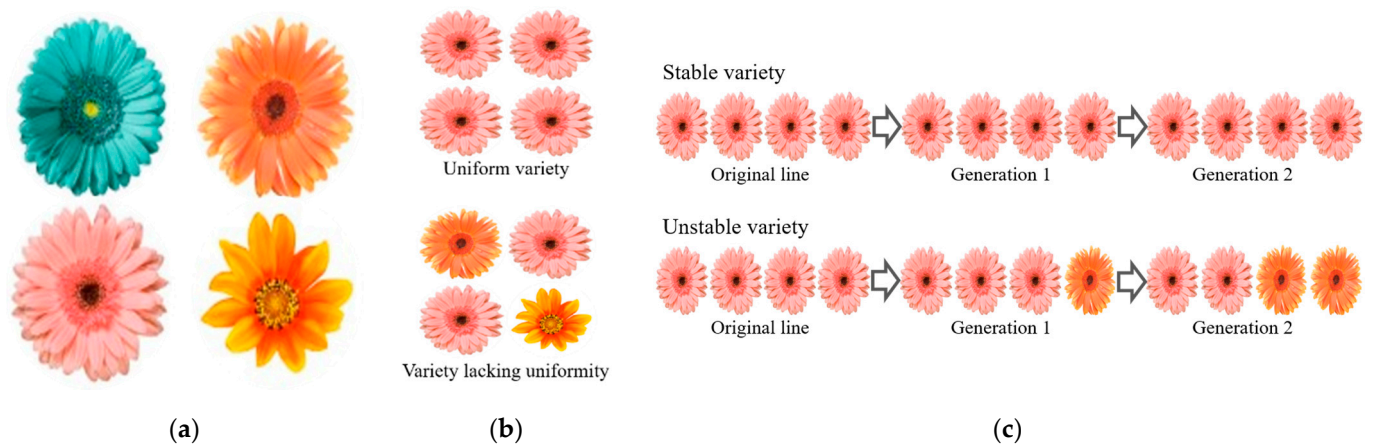 Uniform variety
Variety lacking uniformity
Stable variety
Original line
Generation 1
Generation 2
Unstable variety
Original line
Generation 1
Generation 2
(a)
(b)
(c)